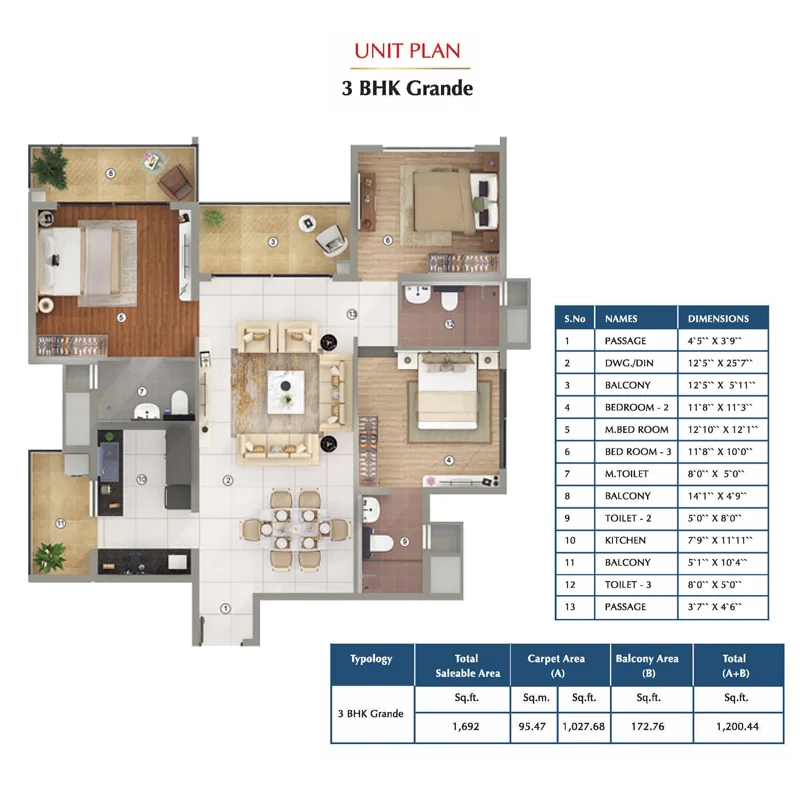 UNIT PLAN
3 BHK Grande
8
5
3
6
13
12
7
4
2
10
11
9
1
S.No NAMES DIMENSIONS
1 PASSAGE 4`5`` X 3`9``
2 DWG./DIN 12`5`` X 25`7``
3 BALCONY 12`5`` X 5`11``
4 BEDROOM - 2 11`8`` X 11`3``
5 M.BED ROOM 12`10`` X 12`1``
6 BED ROOM - 3 11`8`` X 10`0``
7 M.TOILET 8`0`` X 5`0``
8 BALCONY 14`1`` X 4`9``
9 TOILET - 2 5`0`` X 8`0``
10 KITCHEN 7`9`` X 11`11``
11 BALCONY 5`1`` X 10`4``
12 TOILET - 3 8`0`` X 5`0``
13 PASSAGE 3`7`` X 4`6``
Typology Total Carpet Area Balcony Area Total
Saleable Area (A) (B) (A+B)
Sq.ft. Sq.m. Sq.ft. Sq.ft. Sq.ft.
3 BHK Grande
1,692 95.47 1,027.68 172.76 1,200.44